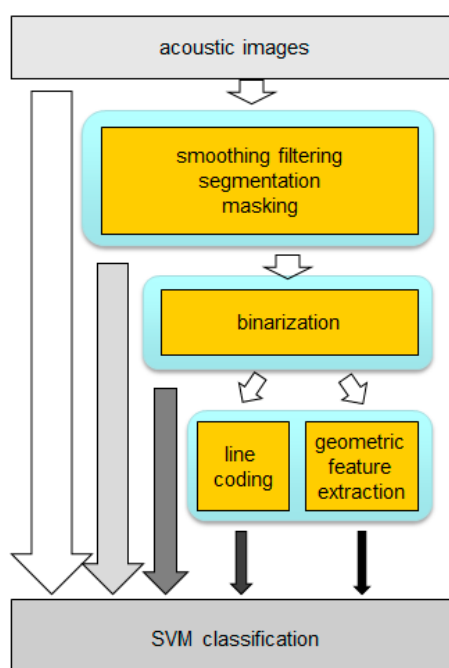 acoustic images
smoothing filtering
segmentation
masking
binarization
line
coding
geometric
feature
extraction
SVM classification